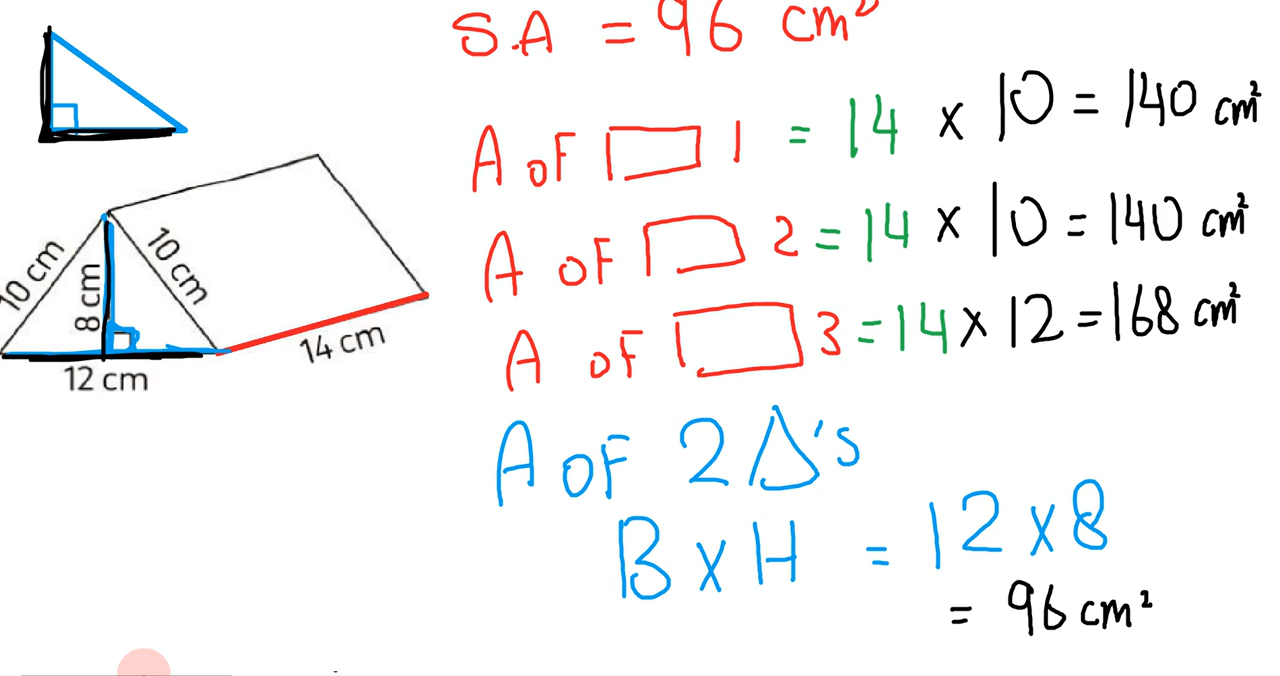 S.A = 96 cm²
A of 1 = 14 × 10 = 140 cm²
A of 2 = 14 × 10 = 140 cm²
A of 3 = 14 × 12 = 168 cm²
A of 2 Δ's
B × H = 12 × 8
= 96 cm²
10 cm
8 cm
10 cm
12 cm
14 cm